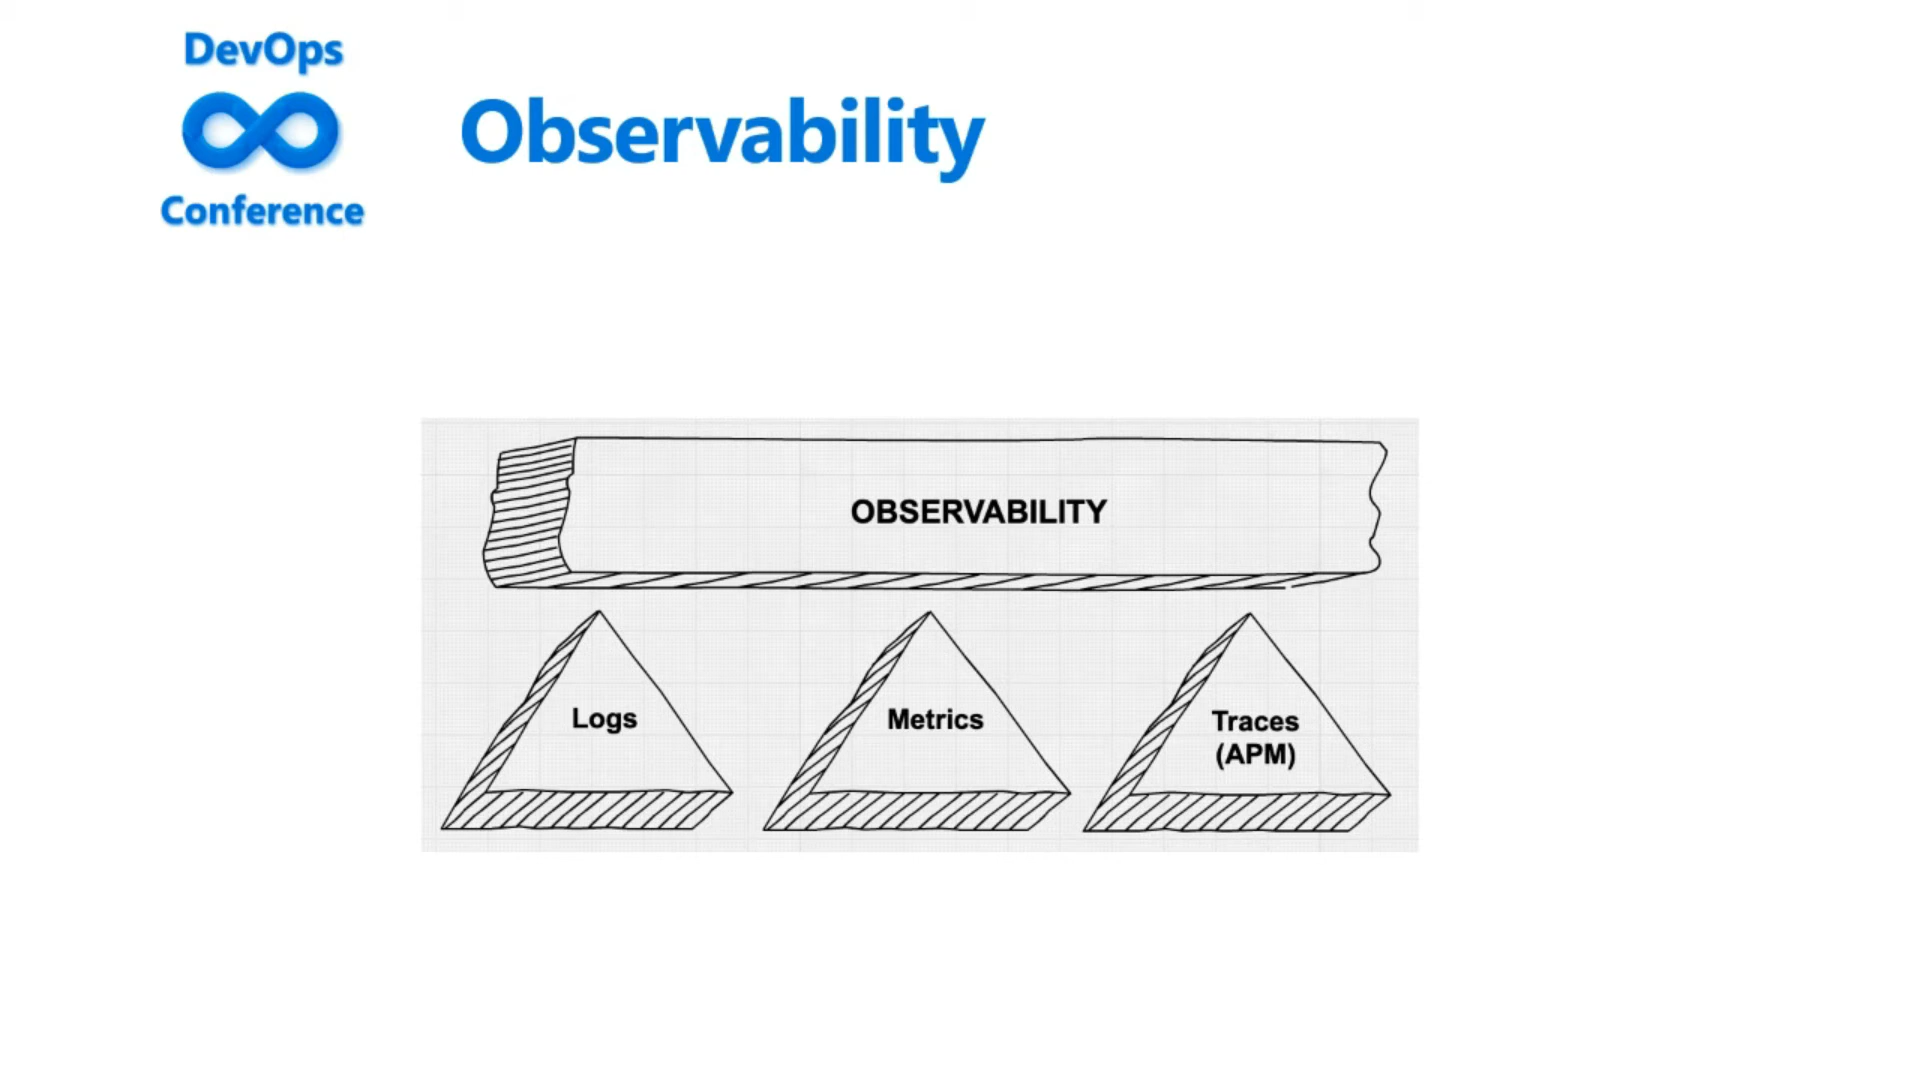 DevOps
Conference
Observability
OBSERVABILITY
Logs
Metrics
Traces
(APM)